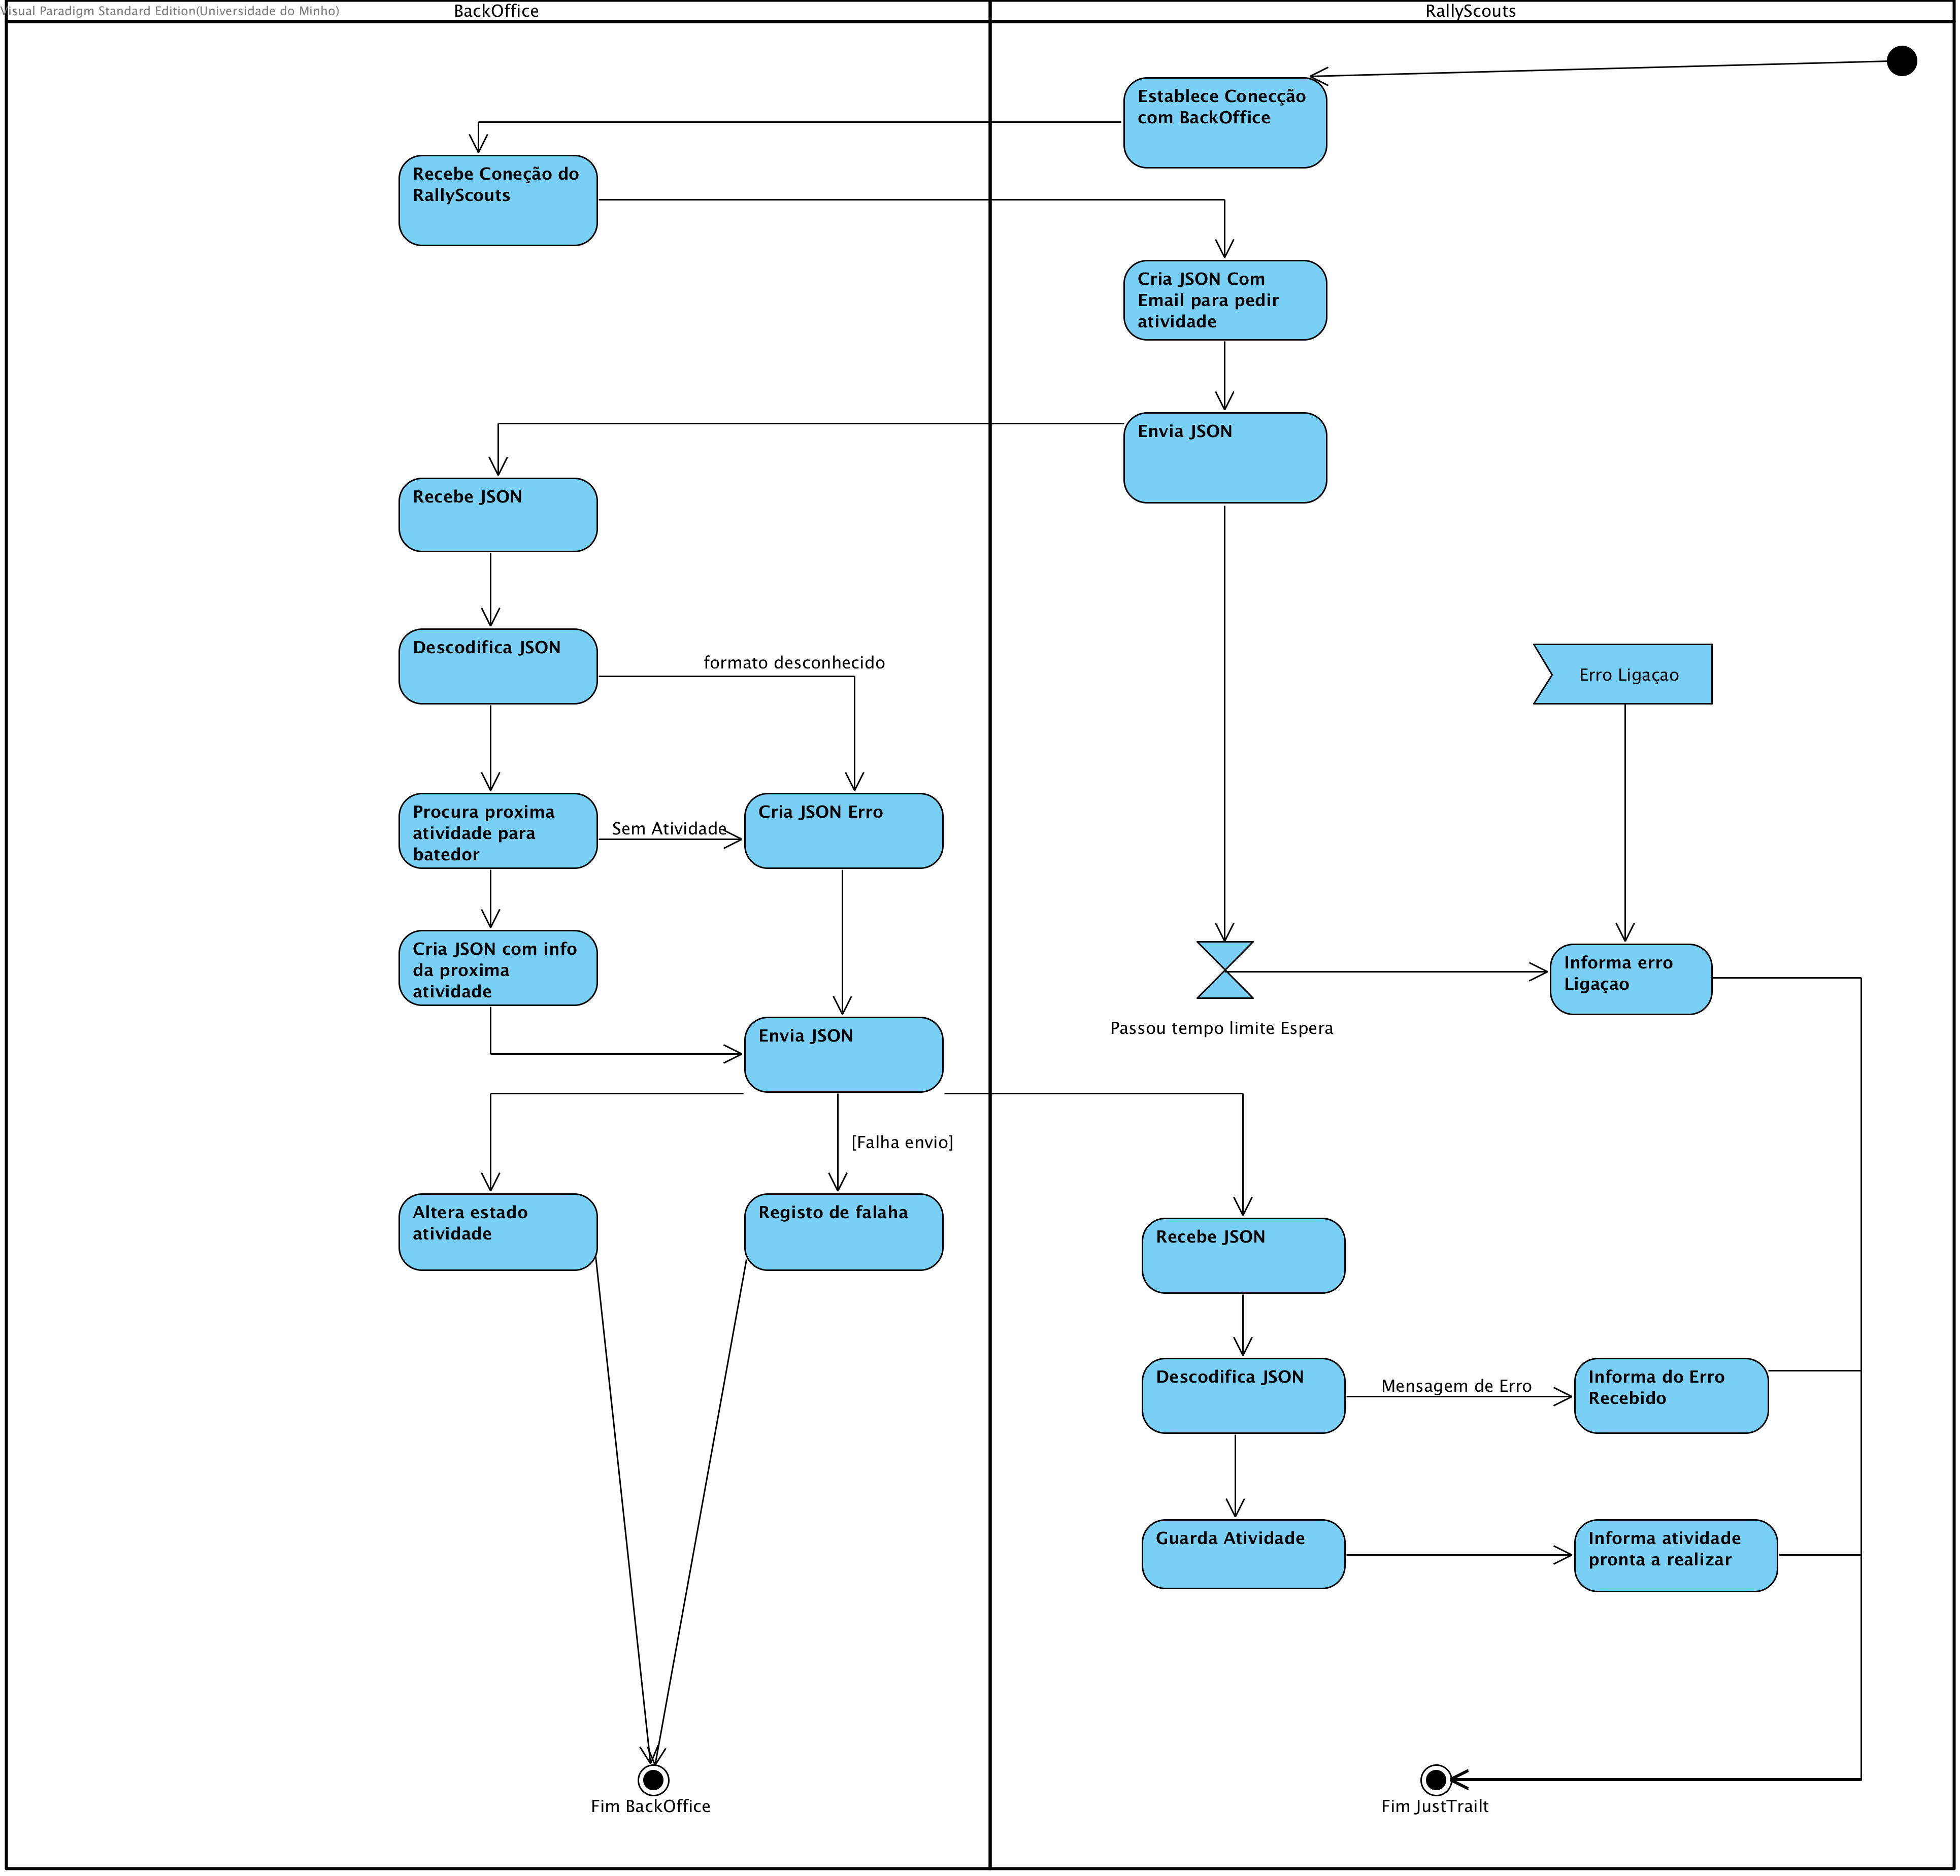 Visual Paradigm Standard Edition(Universidade do Minho)
BackOffice
RallyScouts
Establece Conecção
com BackOffice
Recebe Coneção do
RallyScouts
Cria JSON Com
Email para pedir
atividade
Envia JSON
Recebe JSON
Descodifica JSON
formato desconhecido
Erro Ligaçao
Procura proxima
atividade para
batedor
Sem Atividade
Cria JSON Erro
Cria JSON com info
da proxima
atividade
Informa erro
Ligaçao
Passou tempo limite Espera
Envia JSON
[Falha envio]
Altera estado
atividade
Registo de falaha
Recebe JSON
Descodifica JSON
Mensagem de Erro
Informa do Erro
Recebido
Guarda Atividade
Informa atividade
pronta a realizar
Fim BackOffice
Fim JustTrailt